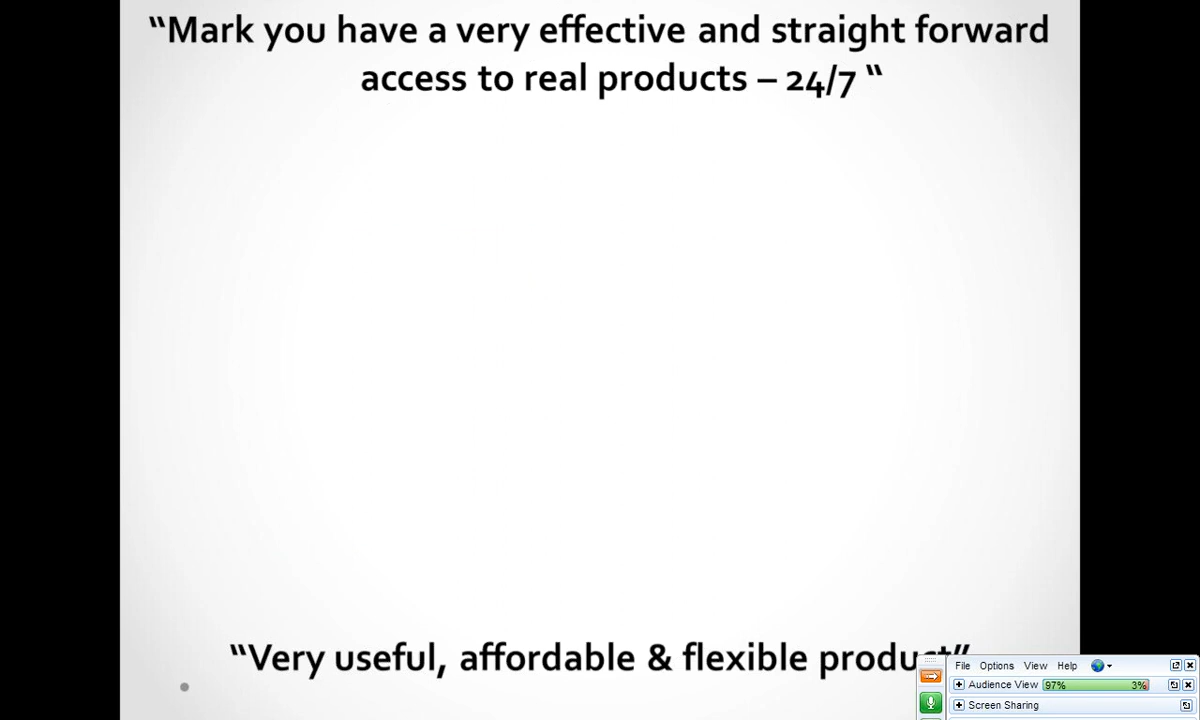 “Mark you have a very effective and straight forward
access to real products – 24/7 “
“Very useful, affordable & flexible product”
File Options View Help
Audience View 97% 3%
Screen Sharing